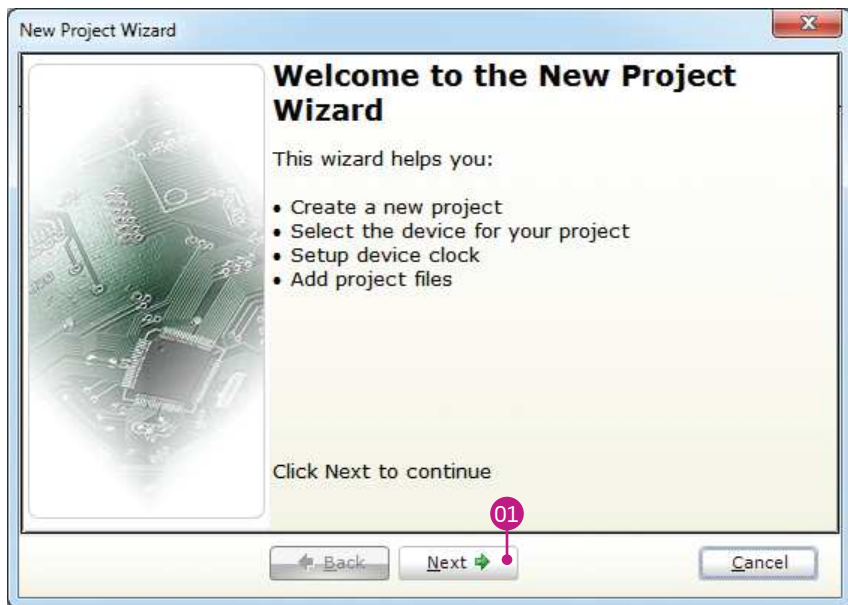 New Project Wizard
Welcome to the New Project
Wizard
This wizard helps you:
• Create a new project
• Select the device for your project
• Setup device clock
• Add project files
Click Next to continue
01
Back
Next
Cancel